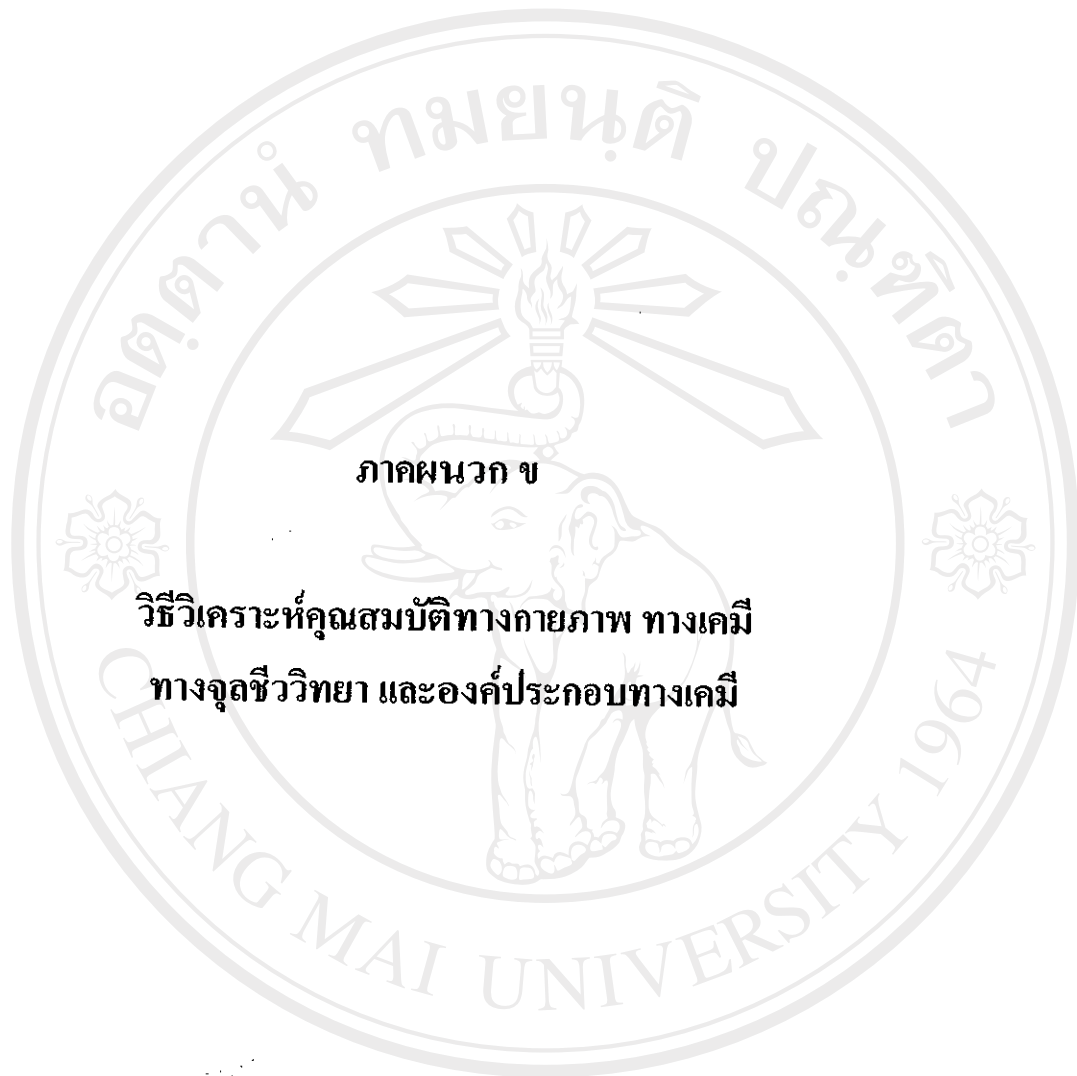 อตฺตานํ ทมยนฺติ ปณฺฑิตา
ภาคผนวก ข
วิธีวิเคราะห์คุณสมบัติทางกายภาพ ทางเคมี
ทางจุลชีววิทยา และองค์ประกอบทางเคมี
CHIANG MAI UNIVERSITY 1964